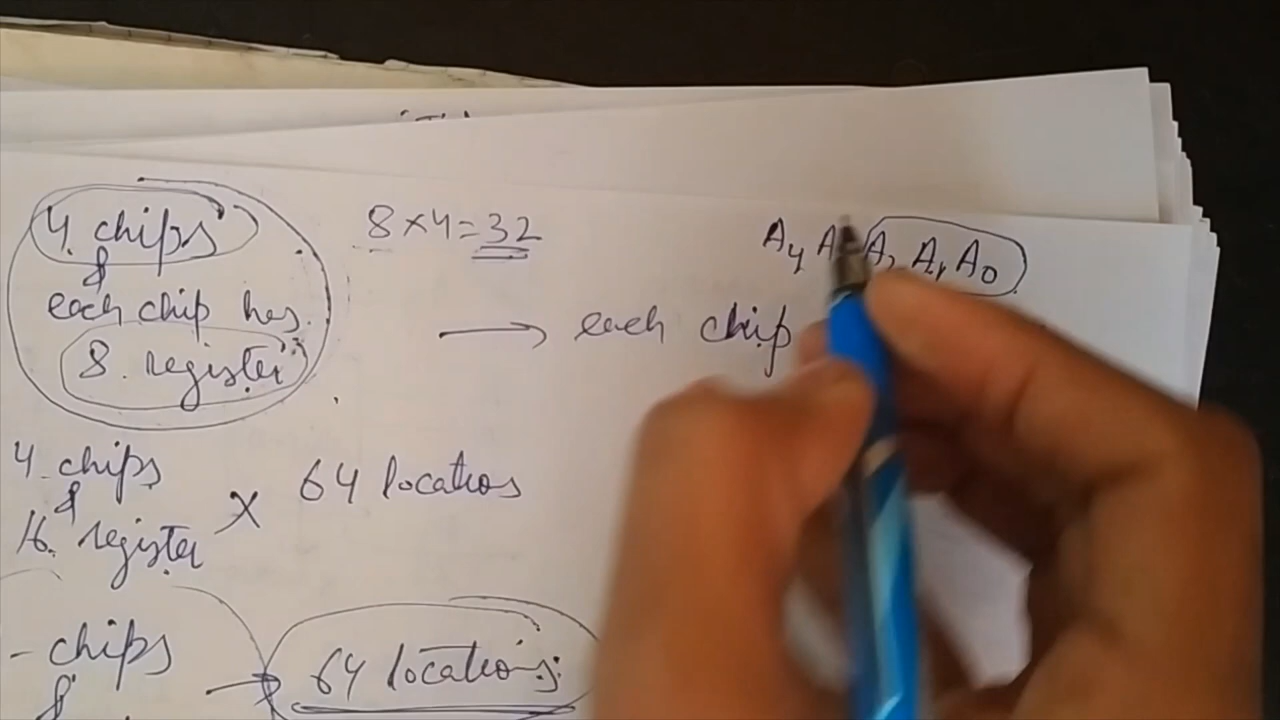 4 chips
&
each chip has
8 register
8×4=32
A4 A A2 A1 A0
→ each chip
4 chips
&
16 register
× 64 locations
- chips
&
→ 64 locations